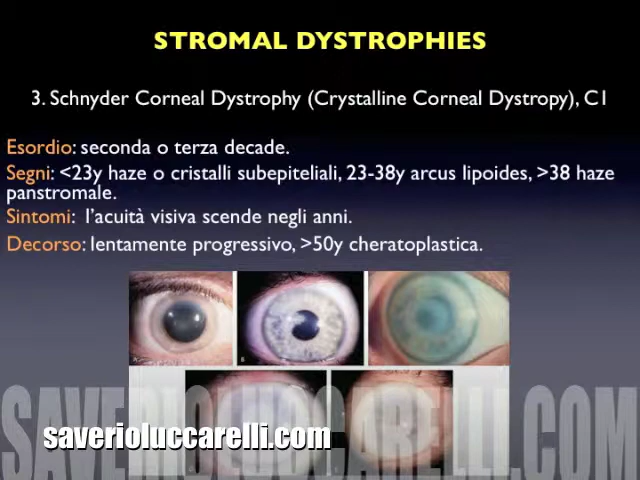 STROMAL DYSTROPHIES
3. Schnyder Corneal Dystrophy (Crystalline Corneal Dystropy), C1
Esordio: seconda o terza decade.
Segni: <23y haze o cristalli subepiteliali, 23-38y arcus lipoides, >38 haze
panstromale.
Sintomi: l'acuità visiva scende negli anni.
Decorso: lentamente progressivo, >50y cheratoplastica.
SAVERIOLUCCARELLI.COM
saverioluccarelli.com